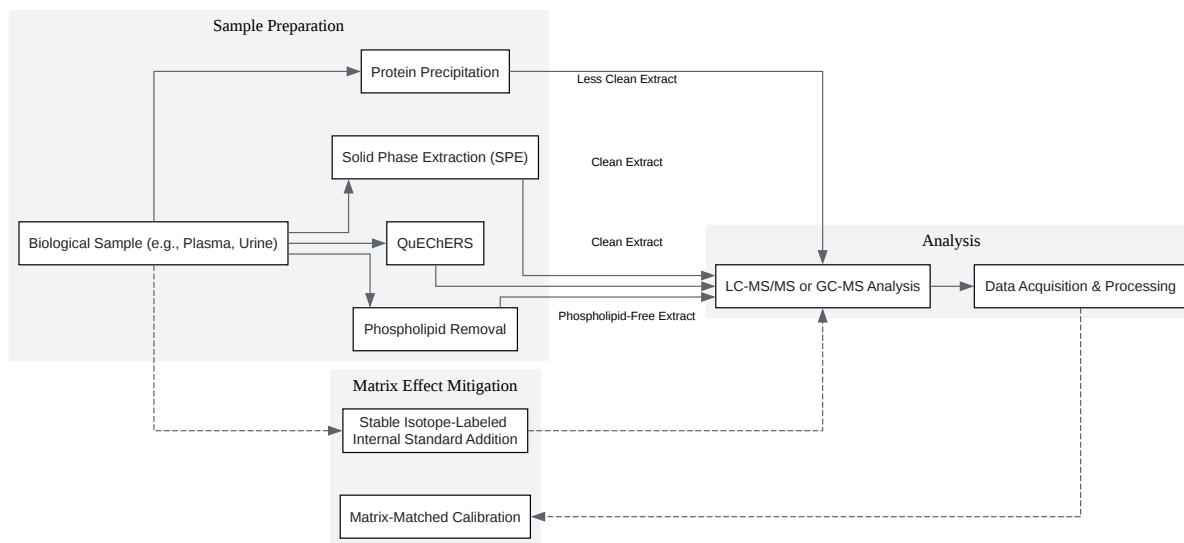 Sample Preparation
Protein Precipitation
Less Clean Extract
Solid Phase Extraction (SPE)
Clean Extract
Biological Sample (e.g., Plasma, Urine)
QuEChERS
Clean Extract
Analysis
LC-MS/MS or GC-MS Analysis
Data Acquisition & Processing
Phospholipid Removal
Phospholipid-Free Extract
Matrix Effect Mitigation
Stable Isotope-Labeled
Internal Standard Addition
Matrix-Matched Calibration